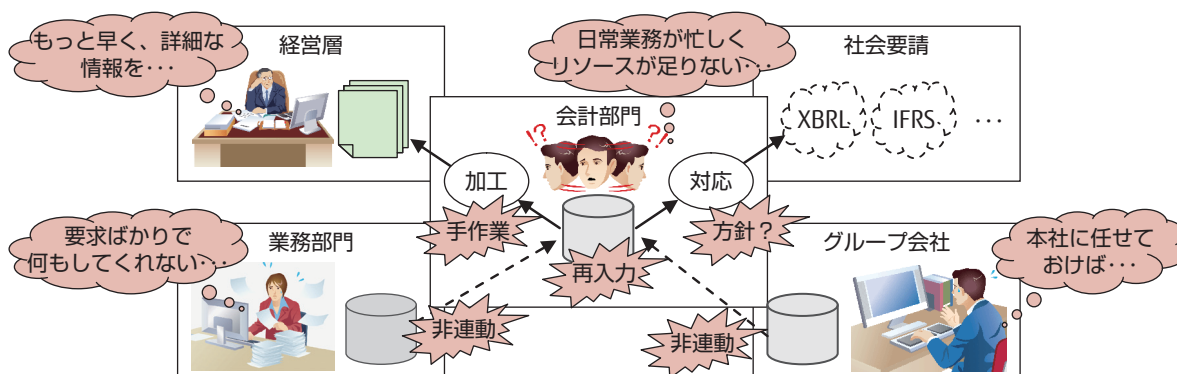 もっと早く、詳細な
情報を･･･
経営層
日常業務が忙しく
リソースが足りない･･･
社会要請
会計部門
!?
?!
XBRL
IFRS
･･･
加工
対応
手作業
方針？
再入力
要求ばかりで
何もしてくれない･･･
業務部門
非連動
グループ会社
本社に任せて
おけば･･･
非連動